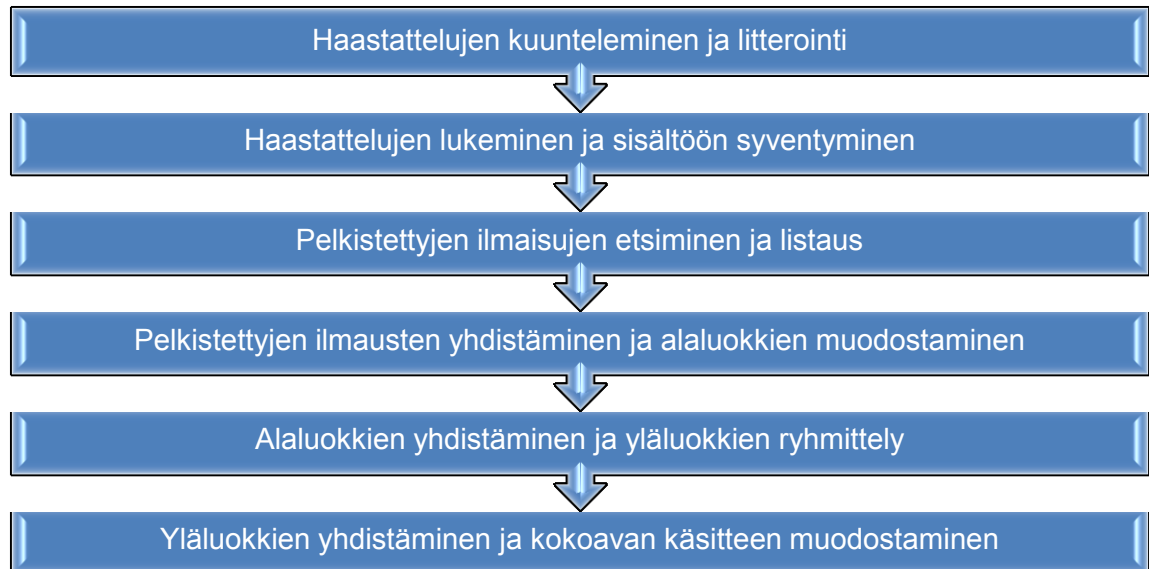 Haastattelujen kuunteleminen ja litterointi
Haastattelujen lukeminen ja sisältöön syventyminen
Pelkistettyjen ilmaisujen etsiminen ja listaus
Pelkistettyjen ilmausten yhdistäminen ja alaluokkien muodostaminen
Alaluokkien yhdistäminen ja yläluokkien ryhmittely
Yläluokkien yhdistäminen ja kokoavan käsitteen muodostaminen